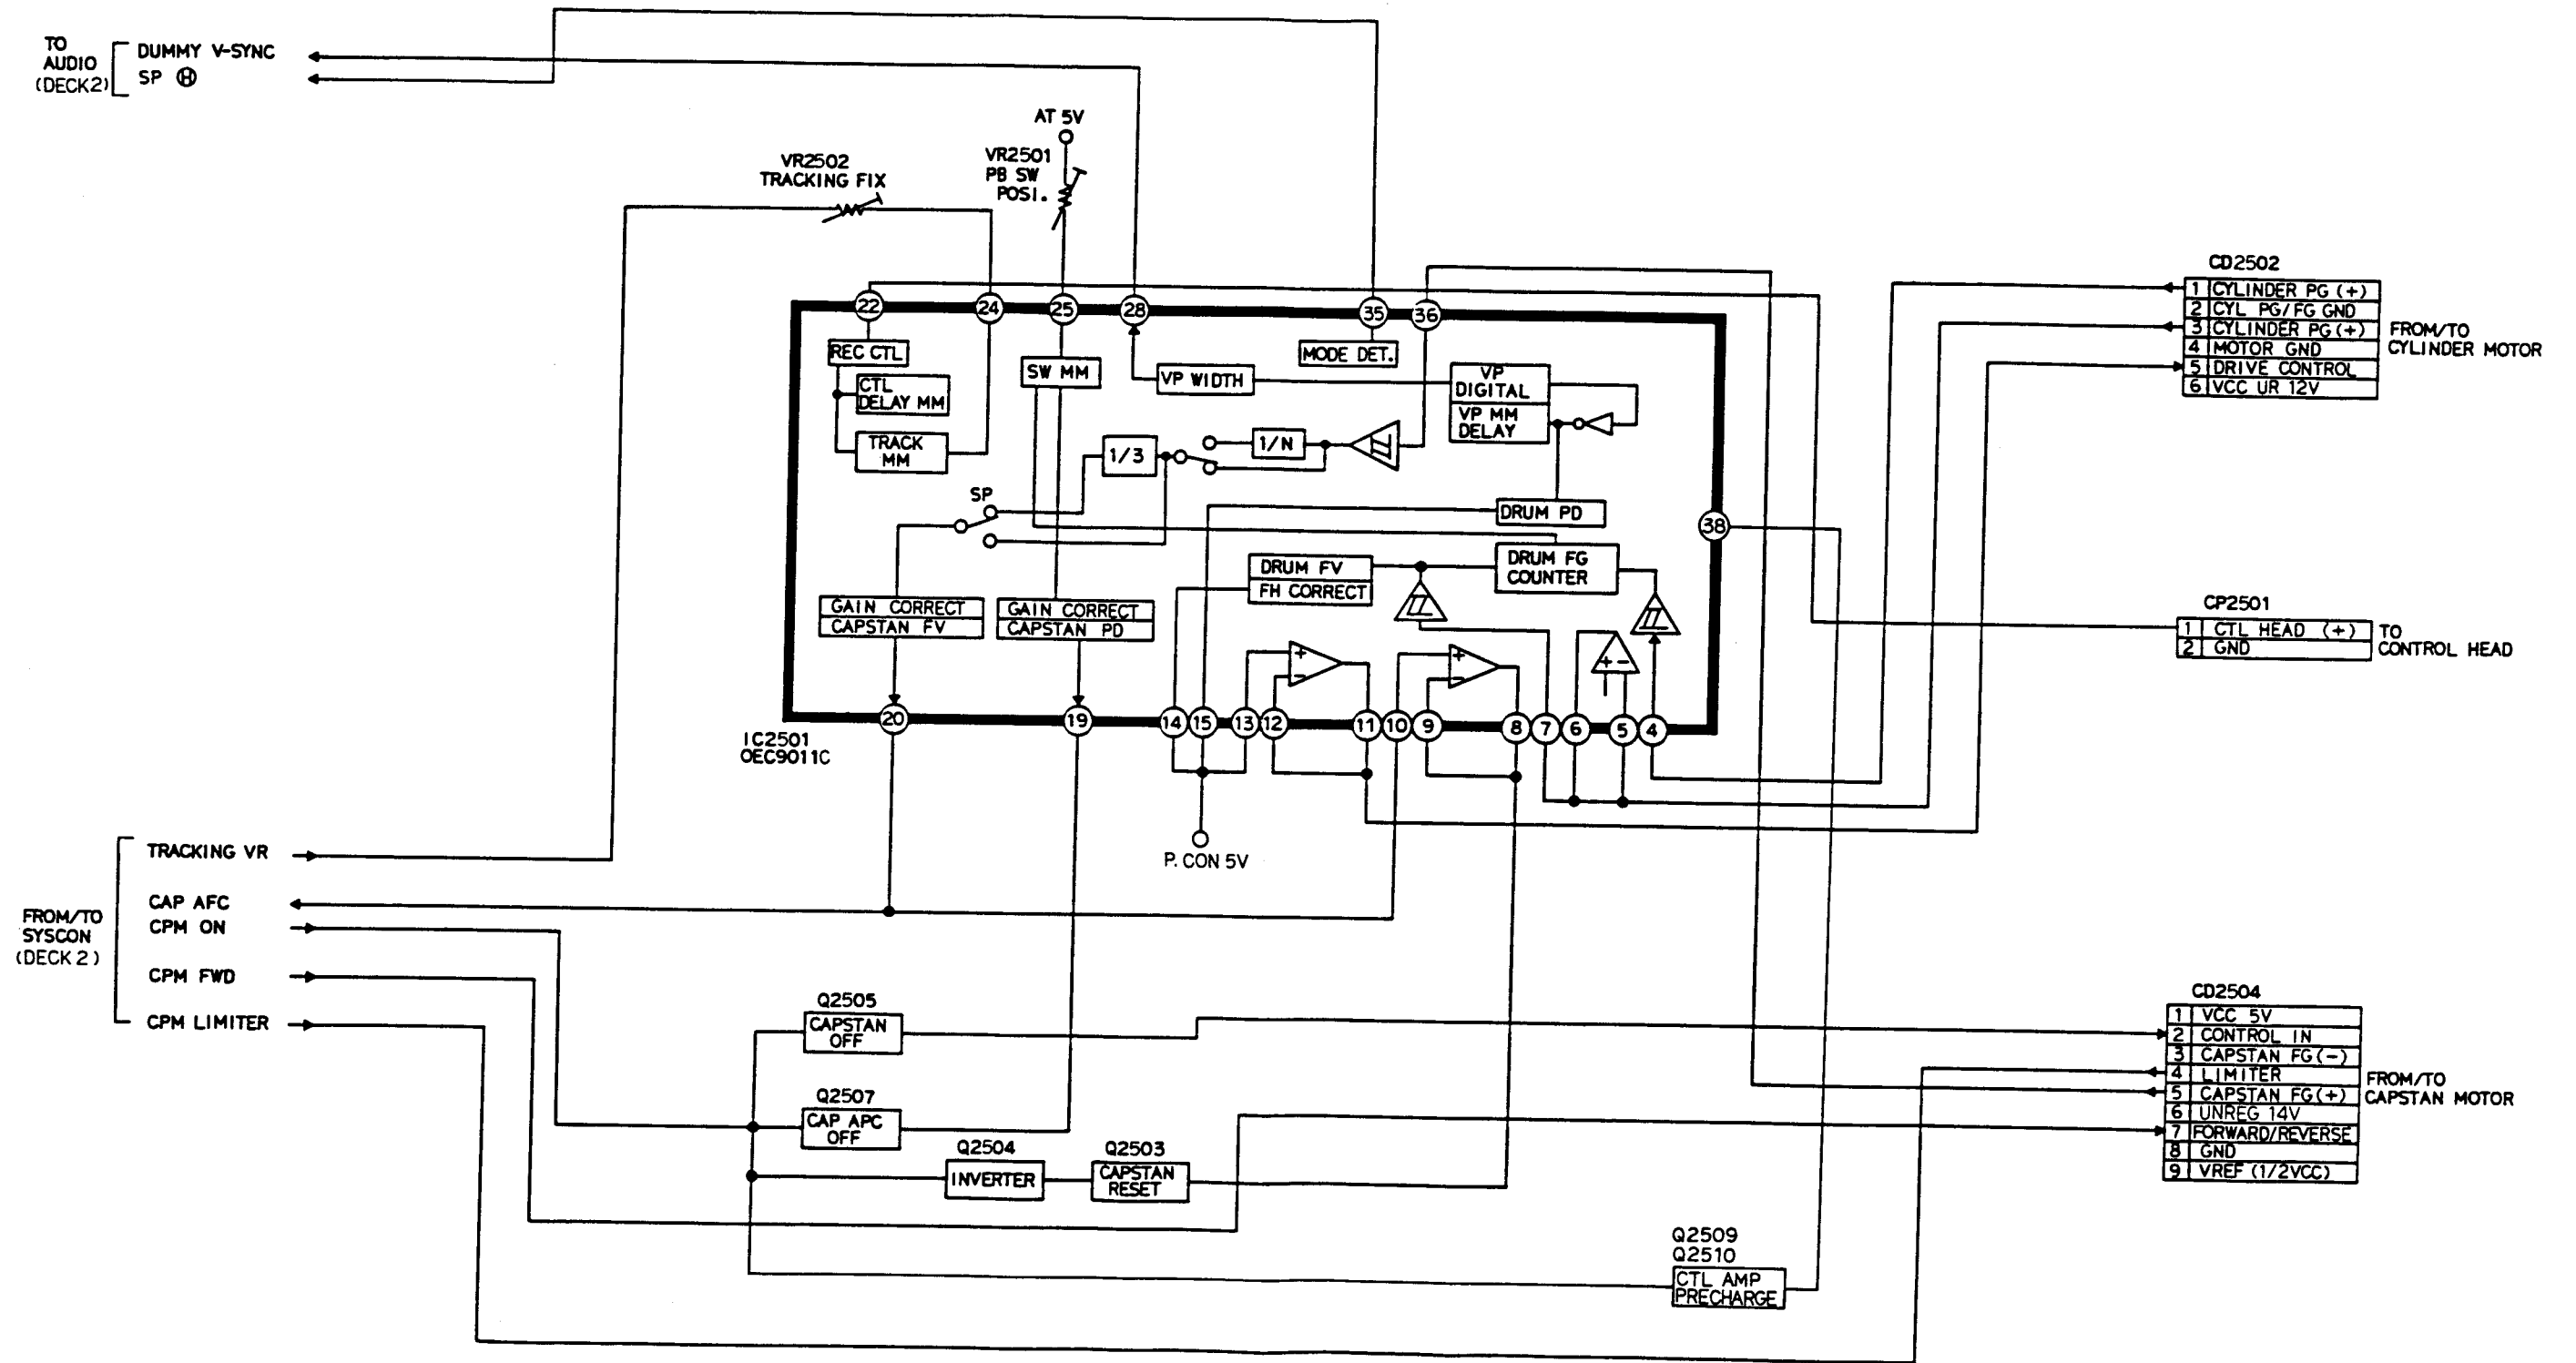 TO
AUDIO
(DECK2)
DUMMY V-SYNC
SP Ⓗ
AT 5V
VR2501
PB SW
POSI.
VR2502
TRACKING FIX
22
24
25
28
35
36
REC CTL
CTL
DELAY MM
TRACK
MM
SW MM
VP WIDTH
MODE DET.
VP
DIGITAL
VP MM
DELAY
1/3
1/N
SP
DRUM PD
38
DRUM FV
FH CORRECT
DRUM FG
COUNTER
GAIN CORRECT
CAPSTAN FV
GAIN CORRECT
CAPSTAN PD
+
-
+
-
+ -
20
19
14
15
13
12
11
10
9
8
7
6
5
4
IC2501
OEC9011C
P. CON 5V
CD2502
1 CYLINDER PG (+)
2 CYL PG/FG GND
3 CYLINDER PG (+)
4 MOTOR GND
5 DRIVE CONTROL
6 VCC UR 12V
FROM/TO
CYLINDER MOTOR
CP2501
1 CTL HEAD (+)
2 GND
TO
CONTROL HEAD
FROM/TO
SYSCON
(DECK 2)
TRACKING VR
CAP AFC
CPM ON
CPM FWD
CPM LIMITER
Q2505
CAPSTAN
OFF
Q2507
CAP APC
OFF
Q2504
INVERTER
Q2503
CAPSTAN
RESET
Q2509
Q2510
CTL AMP
PRECHARGE
CD2504
1 VCC 5V
2 CONTROL IN
3 CAPSTAN FG(-)
4 LIMITER
5 CAPSTAN FG(+)
6 UNREG 14V
7 FORWARD/REVERSE
8 GND
9 VREF (1/2VCC)
FROM/TO
CAPSTAN MOTOR